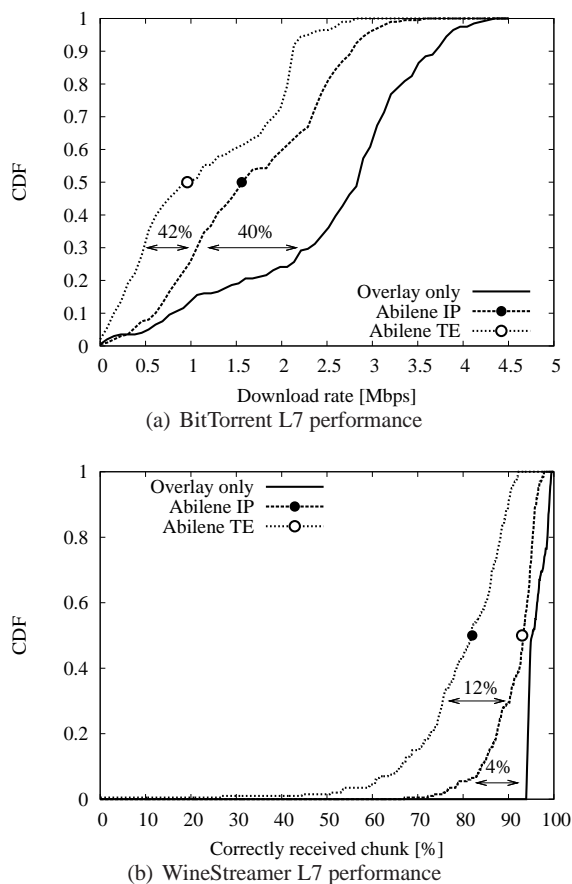 1
0.9
0.8
0.7
0.6
0.5
0.4
0.3
0.2
0.1
0
CDF
42%
40%
Overlay only
Abilene IP
Abilene TE
0 0.5 1 1.5 2 2.5 3 3.5 4 4.5 5
Download rate [Mbps]
(a) BitTorrent L7 performance
1
0.8
0.6
0.4
0.2
0
CDF
Overlay only
Abilene IP
Abilene TE
12%
4%
0 10 20 30 40 50 60 70 80 90 100
Correctly received chunk [%]
(b) WineStreamer L7 performance